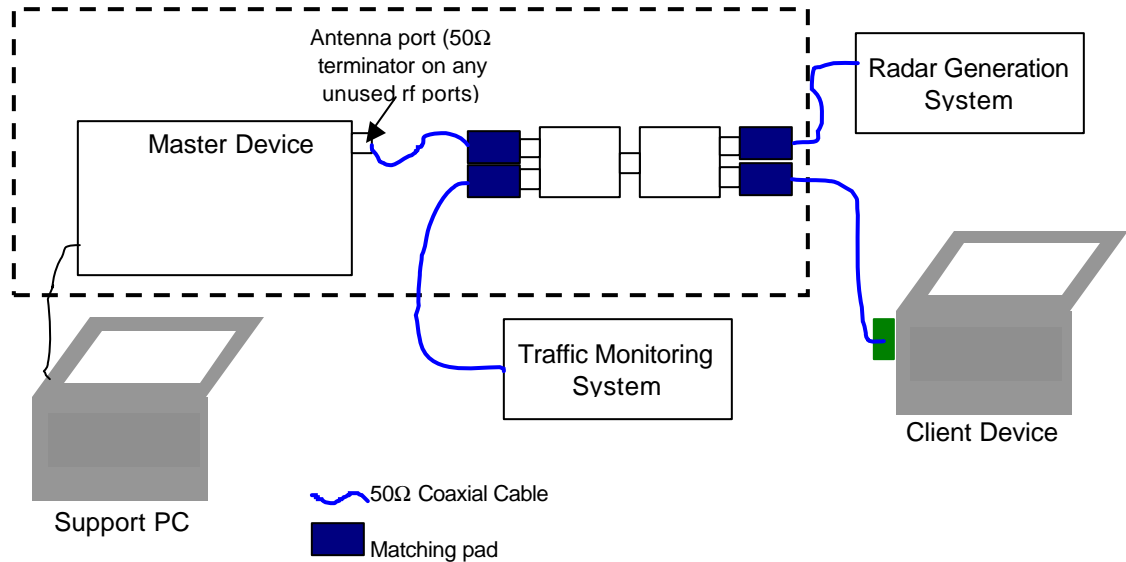 Antenna port (50Ω
terminator on any
unused rf ports)
Radar Generation
System
Master Device
Traffic Monitoring
System
Client Device
Support PC
50Ω Coaxial Cable
Matching pad